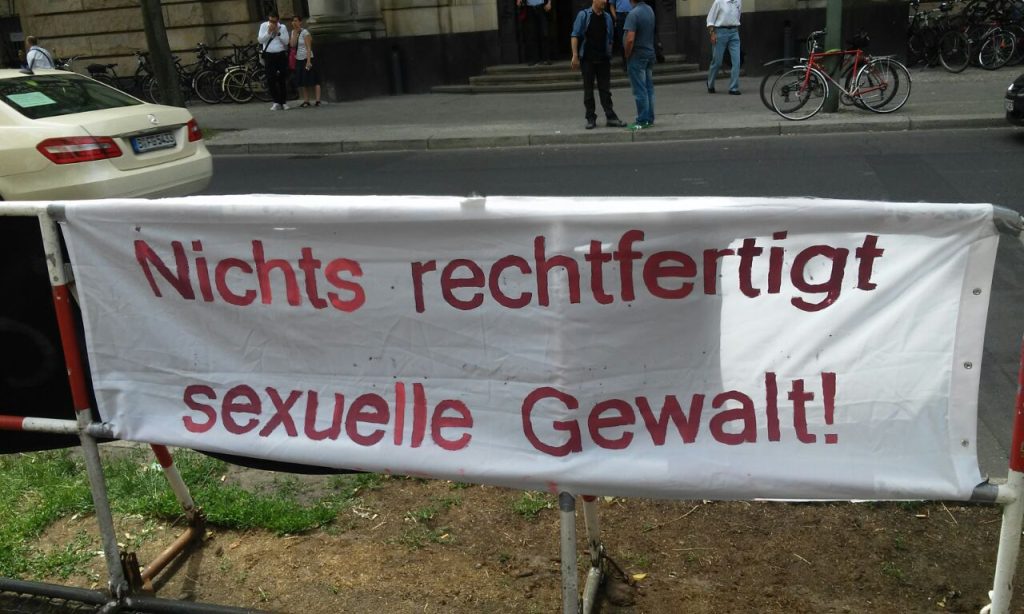 Nichts rechtfertigt
sexuelle Gewalt!